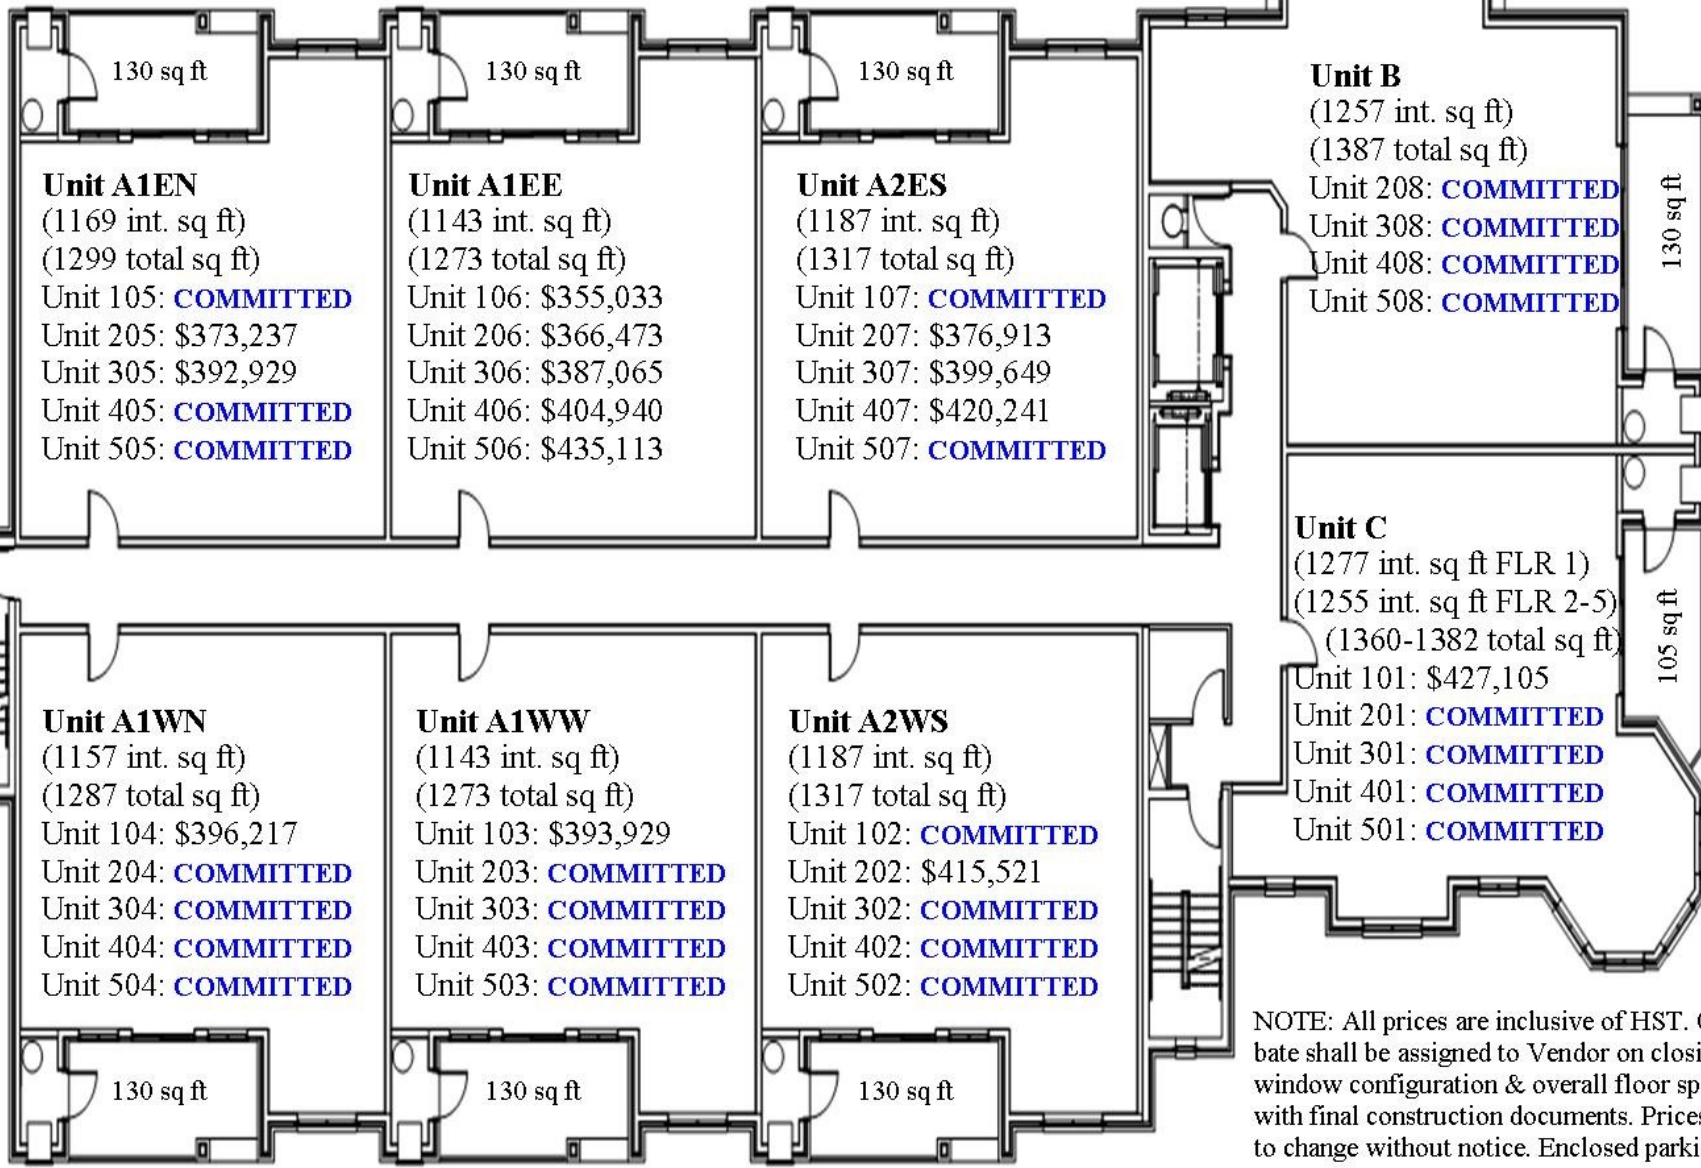 130 sq ft
Unit A1EN
(1169 int. sq ft)
(1299 total sq ft)
Unit 105: COMMITTED
Unit 205: $373,237
Unit 305: $392,929
Unit 405: COMMITTED
Unit 505: COMMITTED
130 sq ft
Unit A1EE
(1143 int. sq ft)
(1273 total sq ft)
Unit 106: $355,033
Unit 206: $366,473
Unit 306: $387,065
Unit 406: $404,940
Unit 506: $435,113
130 sq ft
Unit A2ES
(1187 int. sq ft)
(1317 total sq ft)
Unit 107: COMMITTED
Unit 207: $376,913
Unit 307: $399,649
Unit 407: $420,241
Unit 507: COMMITTED
Unit B
(1257 int. sq ft)
(1387 total sq ft)
Unit 208: COMMITTED
Unit 308: COMMITTED
Unit 408: COMMITTED
Unit 508: COMMITTED
130 sq ft
Unit C
(1277 int. sq ft FLR 1)
(1255 int. sq ft FLR 2-5)
(1360-1382 total sq ft)
Unit 101: $427,105
Unit 201: COMMITTED
Unit 301: COMMITTED
Unit 401: COMMITTED
Unit 501: COMMITTED
105 sq ft
Unit A1WN
(1157 int. sq ft)
(1287 total sq ft)
Unit 104: $396,217
Unit 204: COMMITTED
Unit 304: COMMITTED
Unit 404: COMMITTED
Unit 504: COMMITTED
130 sq ft
Unit A1WW
(1143 int. sq ft)
(1273 total sq ft)
Unit 103: $393,929
Unit 203: COMMITTED
Unit 303: COMMITTED
Unit 403: COMMITTED
Unit 503: COMMITTED
130 sq ft
Unit A2WS
(1187 int. sq ft)
(1317 total sq ft)
Unit 102: COMMITTED
Unit 202: $415,521
Unit 302: COMMITTED
Unit 402: COMMITTED
Unit 502: COMMITTED
130 sq ft
NOTE: All prices are inclusive of HST.
bate shall be assigned to Vendor on closi
window configuration & overall floor sp
with final construction documents. Prices
to change without notice. Enclosed parki